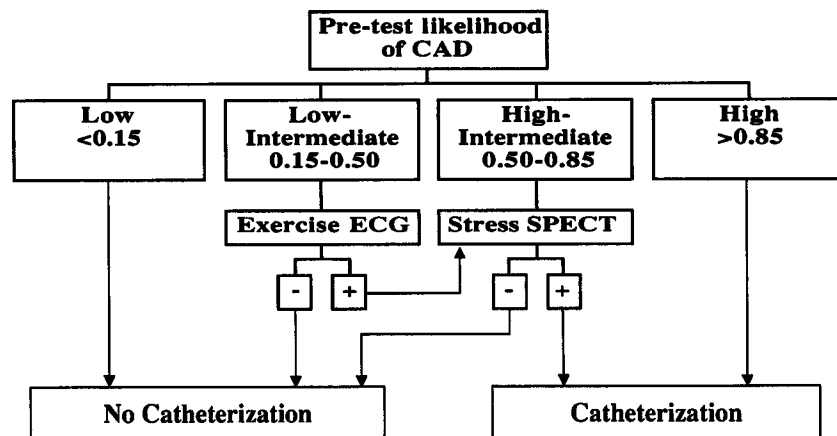 Pre-test likelihood
of CAD
Low
<0.15
Low-
Intermediate
0.15-0.50
High-
Intermediate
0.50-0.85
High
>0.85
Exercise ECG
Stress SPECT
-
+
-
+
No Catheterization
Catheterization